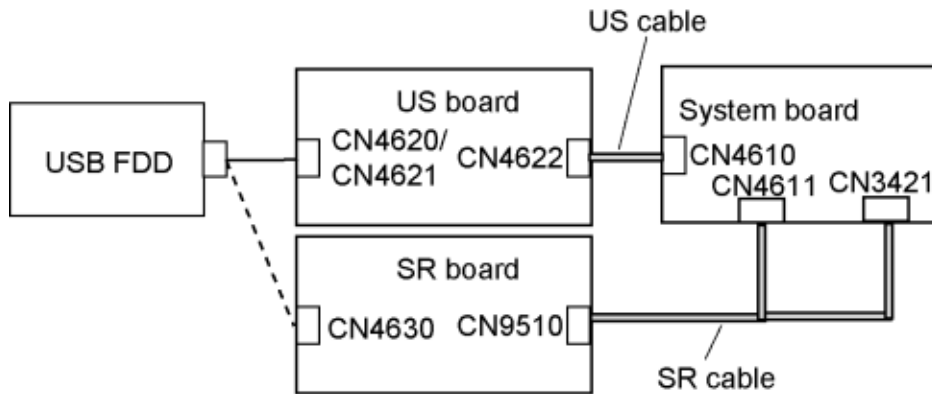 US cable
US board
System board
USB FDD
CN4620/
CN4621
CN4622
CN4610
CN4611
CN3421
SR board
CN4630
CN9510
SR cable